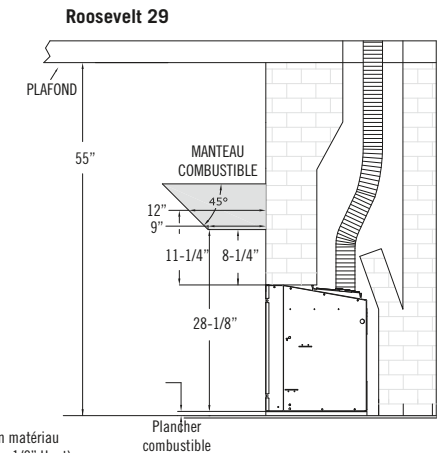 Roosevelt 29
PLAFOND
55”
MANTEAU
COMBUSTIBLE
45°
12”
9”
11-1/4”
8-1/4”
28-1/8”
Plancher
combustible
n matériau